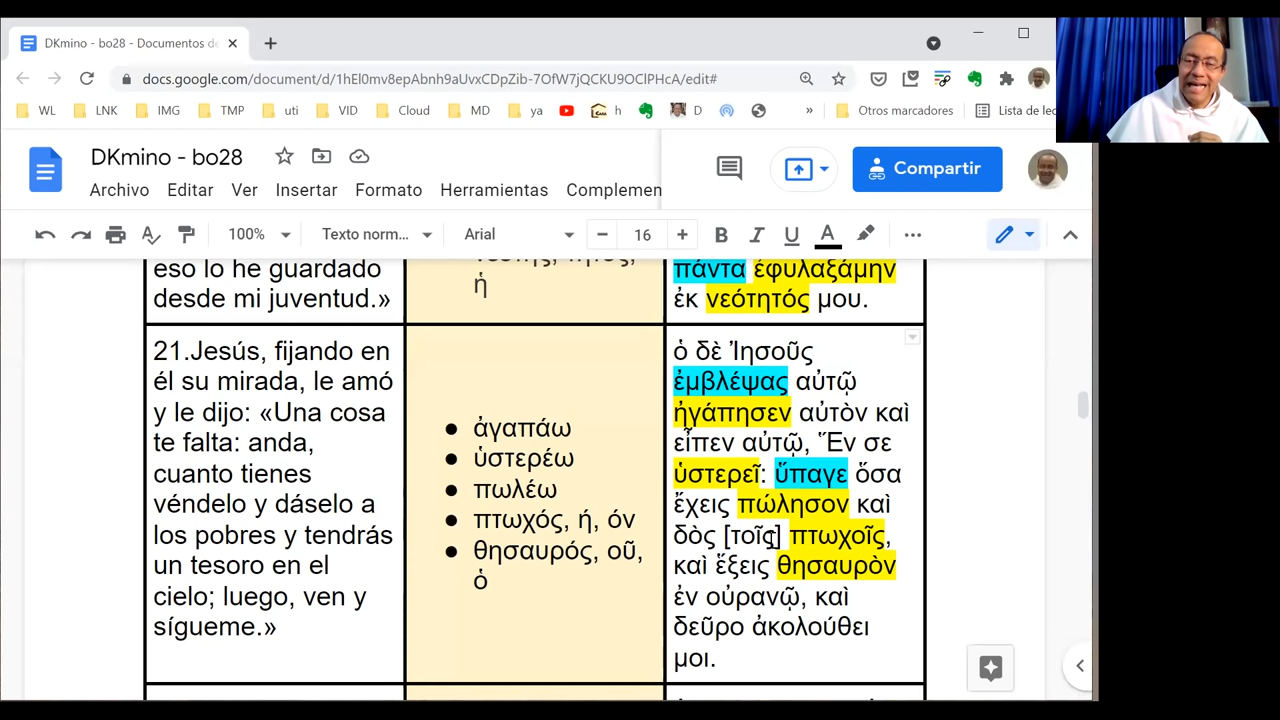 DKmino - bo28 - Documentos de
docs.google.com/document/d/1hEl0mv8epAbnh9aUvxCDpZib-7OfW7jQCKU9OClPHcA/edit#
WL LNK IMG TMP uti VID Cloud MD ya h D » Otros marcadores Lista de lec
DKmino - bo28
Compartir
Archivo Editar Ver Insertar Formato Herramientas Complemen
100% Texto norm... Arial 16 B I U A
eso lo he guardado
desde mi juventud.»
ἡ
πάντα ἐφυλαξάμην
ἐκ νεότητός μου.
21.Jesús, fijando en
él su mirada, le amó
y le dijo: «Una cosa
te falta: anda,
cuanto tienes
véndelo y dáselo a
los pobres y tendrás
un tesoro en el
cielo; luego, ven y
sígueme.»
● ἀγαπάω
● ὑστερέω
● πωλέω
● πτωχός, ή, όν
● θησαυρός, οῦ,
ὁ
ὁ δὲ Ἰησοῦς
ἐμβλέψας αὐτῷ
ἠγάπησεν αὐτὸν καὶ
εἶπεν αὐτῷ, Ἕν σε
ὑστερεῖ: ὕπαγε ὅσα
ἔχεις πώλησον καὶ
δὸς [τοῖς] πτωχοῖς,
καὶ ἕξεις θησαυρὸν
ἐν οὐρανῷ, καὶ
δεῦρο ἀκολούθει
μοι.